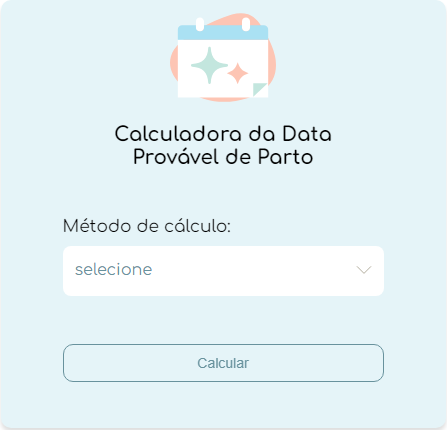 Calculadora da Data
Provável de Parto
Método de cálculo:
selecione
Calcular